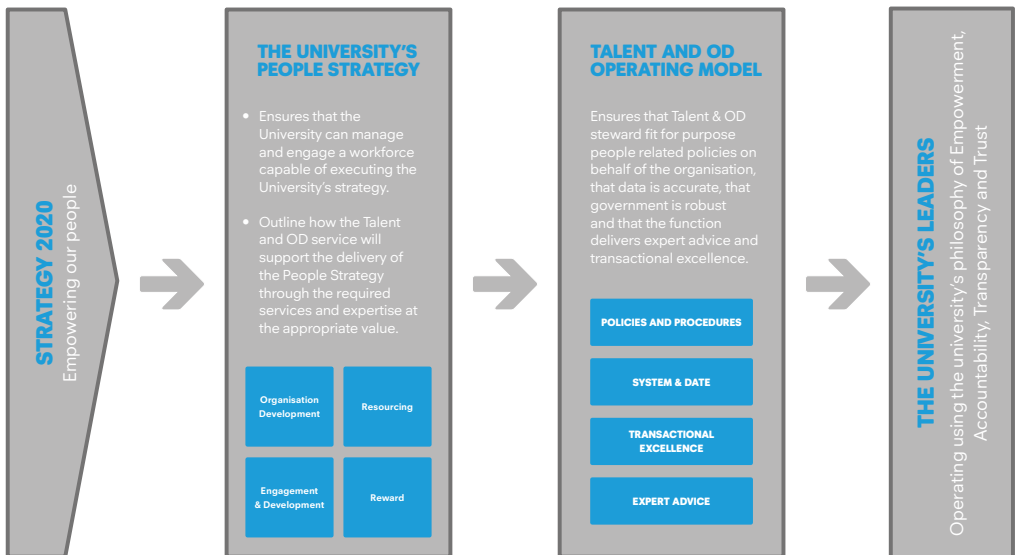 STRATEGY 2020
Empowering our people
THE UNIVERSITY'S
PEOPLE STRATEGY
• Ensures that the
University can manage
and engage a workforce
capable of executing the
University's strategy.
• Outline how the Talent
and OD service will
support the delivery of
the People Strategy
through the required
services and expertise at
the appropriate value.
Organisation
Development
Resourcing
Engagement
& Development
Reward
TALENT AND OD
OPERATING MODEL
Ensures that Talent & OD
steward fit for purpose
people related policies on
behalf of the organisation,
that data is accurate, that
government is robust
and that the function
delivers expert advice and
transactional excellence.
POLICIES AND PROCEDURES
SYSTEM & DATE
TRANSACTIONAL
EXCELLENCE
EXPERT ADVICE
THE UNIVERSITY'S LEADERS
Operating using the university's philosophy of Empowerment,
Accountability, Transparency and Trust